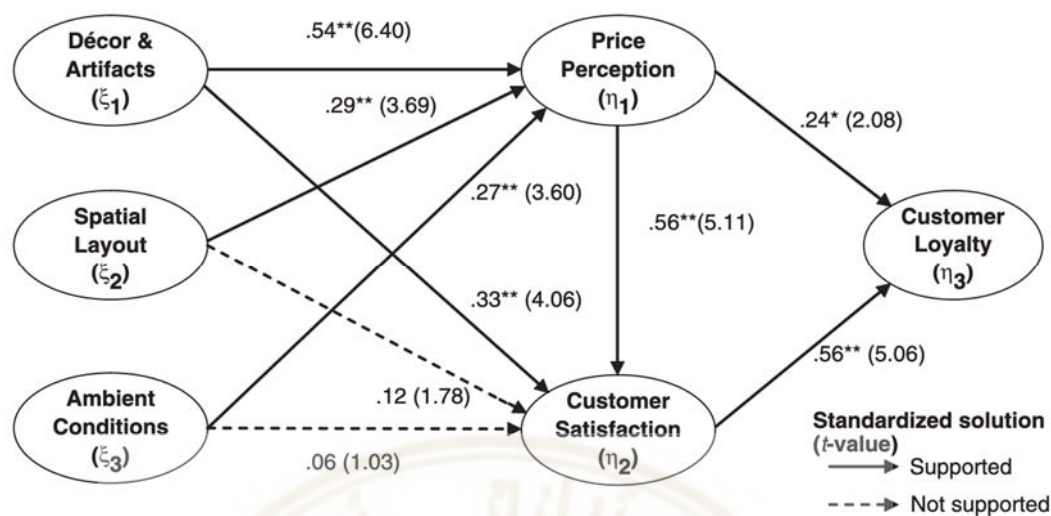 Décor &
Artifacts
(ξ1)
.54**(6.40)
Price
Perception
(η1)
.29** (3.69)
.24* (2.08)
.27** (3.60)
Spatial
Layout
(ξ2)
.56**(5.11)
Customer
Loyalty
(η3)
.33** (4.06)
.56** (5.06)
Ambient
Conditions
(ξ3)
.12 (1.78)
Customer
Satisfaction
(η2)
.06 (1.03)
Standardized solution
(t-value)
Supported
Not supported